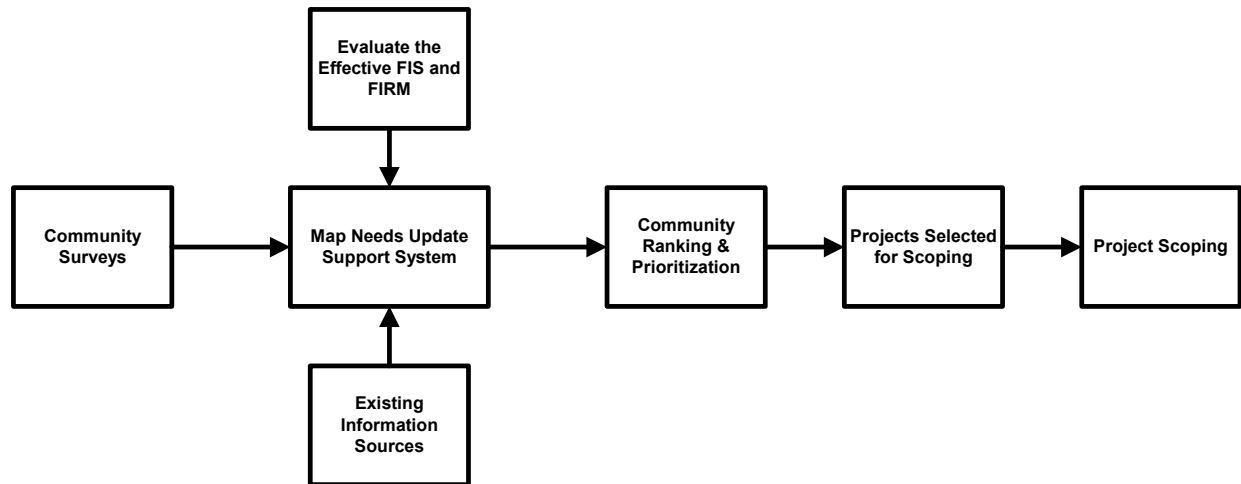 Evaluate the
Effective FIS and
FIRM
Community
Surveys
Map Needs Update
Support System
Community
Ranking &
Prioritization
Projects Selected
for Scoping
Project Scoping
Existing
Information
Sources